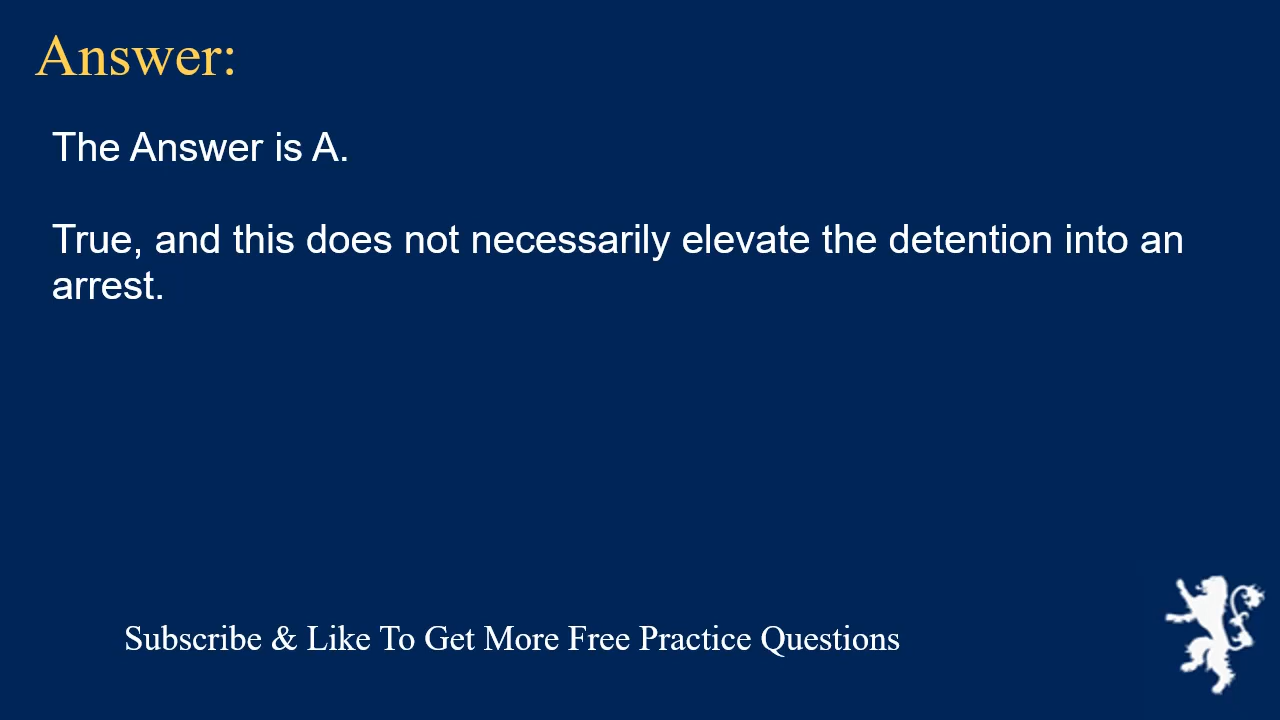 Answer:
The Answer is A.
True, and this does not necessarily elevate the detention into an
arrest.
Subscribe & Like To Get More Free Practice Questions